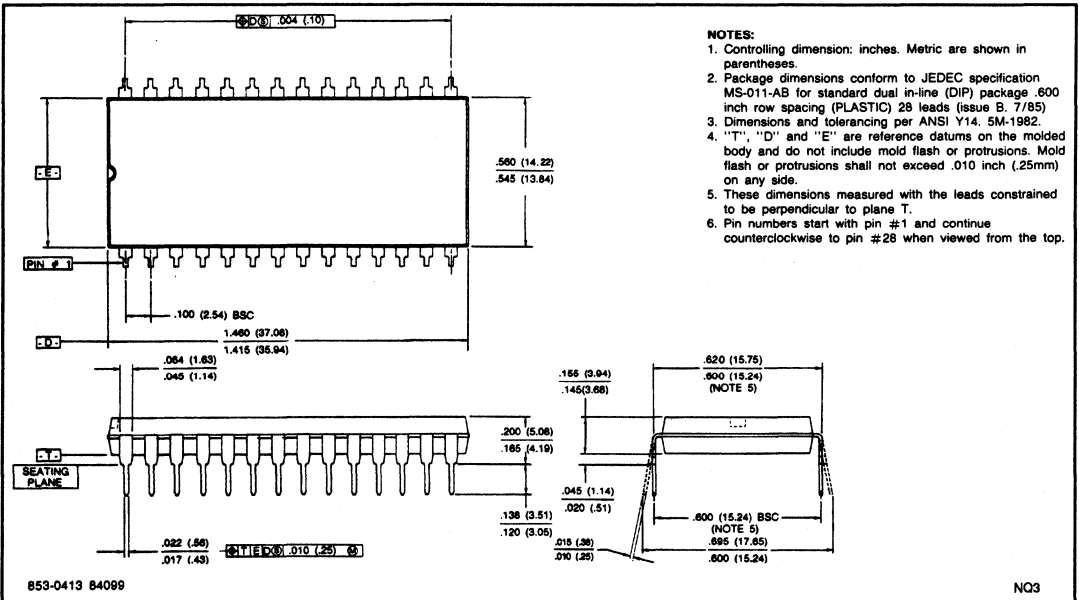 ⌖ D Ⓢ .004 (.10)
NOTES:
1. Controlling dimension: inches. Metric are shown in
parentheses.
2. Package dimensions conform to JEDEC specification
MS-011-AB for standard dual in-line (DIP) package .600
inch row spacing (PLASTIC) 28 leads (issue B. 7/85)
3. Dimensions and tolerancing per ANSI Y14. 5M-1982.
4. "T", "D" and "E" are reference datums on the molded
body and do not include mold flash or protrusions. Mold
flash or protrusions shall not exceed .010 inch (.25mm)
on any side.
5. These dimensions measured with the leads constrained
to be perpendicular to plane T.
6. Pin numbers start with pin #1 and continue
counterclockwise to pin #28 when viewed from the top.
-E-
.560 (14.22)
.545 (13.84)
PIN # 1
.100 (2.54) BSC
-D-
1.460 (37.08)
1.415 (35.94)
.064 (1.63)
.045 (1.14)
.155 (3.94)
.145(3.68)
.620 (15.75)
.600 (15.24)
(NOTE 5)
.200 (5.08)
.165 (4.19)
-T-
SEATING
PLANE
.045 (1.14)
.020 (.51)
.138 (3.51)
.120 (3.05)
.600 (15.24) BSC
(NOTE 5)
.695 (17.65)
.600 (15.24)
.015 (.38)
.010 (.25)
.022 (.56)
.017 (.43)
⌖ T E D Ⓢ .010 (.25) Ⓜ
853-0413 84099
NQ3